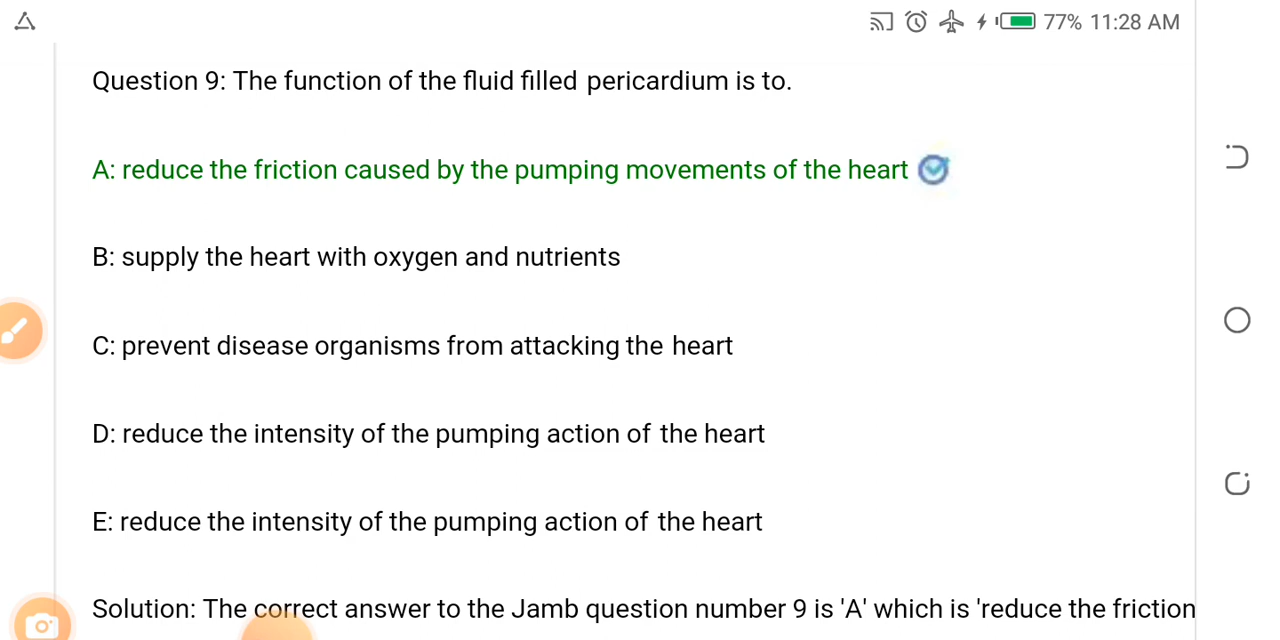 77% 11:28 AM
Question 9: The function of the fluid filled pericardium is to.
A: reduce the friction caused by the pumping movements of the heart
B: supply the heart with oxygen and nutrients
C: prevent disease organisms from attacking the heart
D: reduce the intensity of the pumping action of the heart
E: reduce the intensity of the pumping action of the heart
Solution: The correct answer to the Jamb question number 9 is 'A' which is 'reduce the friction